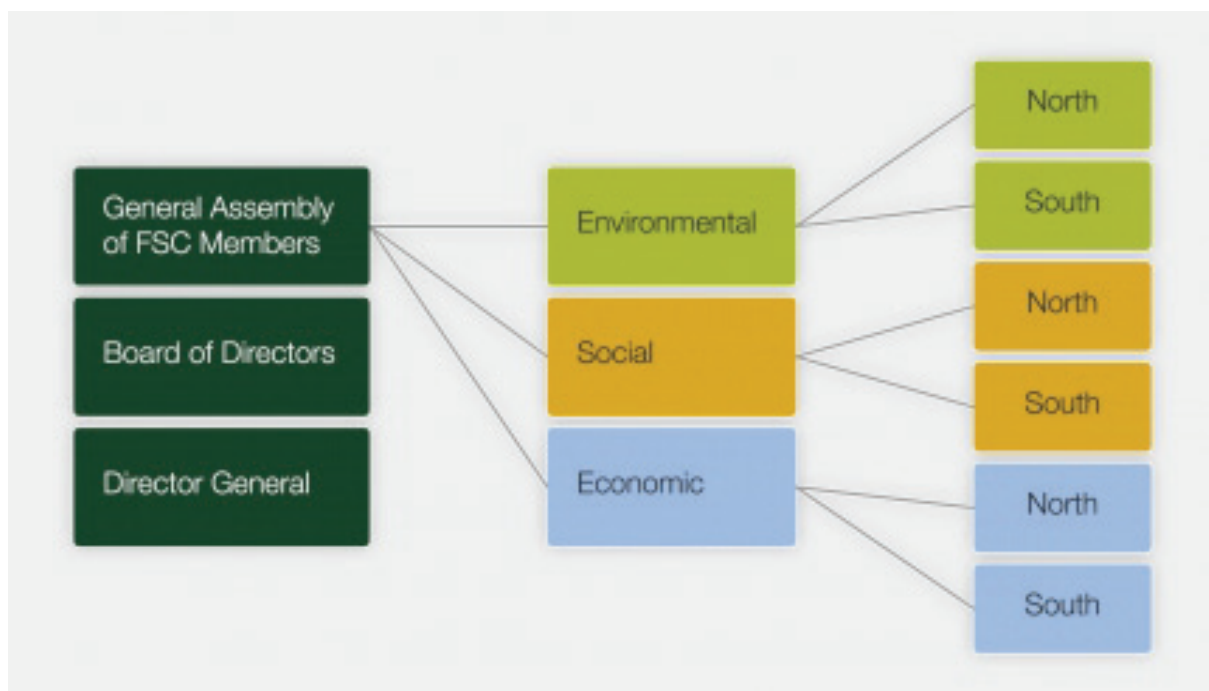 General Assembly
of FSC Members
Board of Directors
Director General
Environmental
Social
Economic
North
South
North
South
North
South